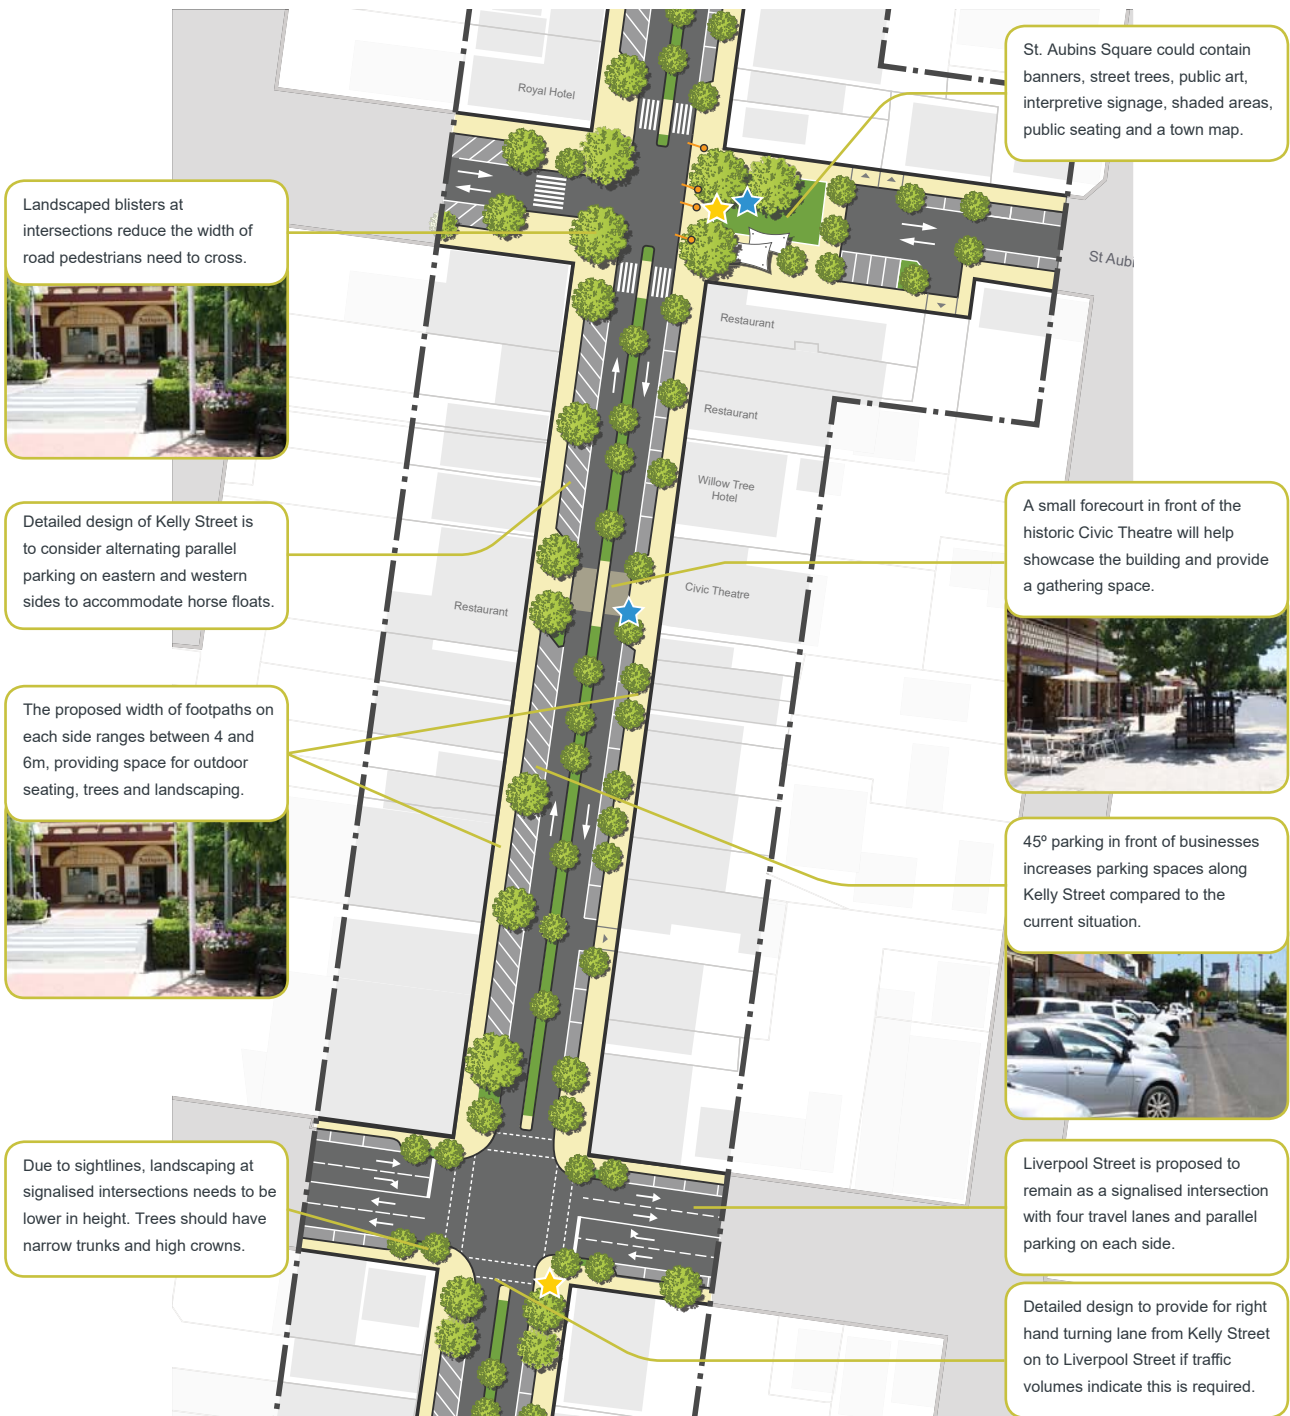 St. Aubins Square could contain
banners, street trees, public art,
interpretive signage, shaded areas,
public seating and a town map.
Royal Hotel
Landscaped blisters at
intersections reduce the width of
road pedestrians need to cross.
St Aubi
Restaurant
Restaurant
Willow Tree
Hotel
Detailed design of Kelly Street is
to consider alternating parallel
parking on eastern and western
sides to accommodate horse floats.
A small forecourt in front of the
historic Civic Theatre will help
showcase the building and provide
a gathering space.
Civic Theatre
Restaurant
The proposed width of footpaths on
each side ranges between 4 and
6m, providing space for outdoor
seating, trees and landscaping.
45º parking in front of businesses
increases parking spaces along
Kelly Street compared to the
current situation.
Due to sightlines, landscaping at
signalised intersections needs to be
lower in height. Trees should have
narrow trunks and high crowns.
Liverpool Street is proposed to
remain as a signalised intersection
with four travel lanes and parallel
parking on each side.
Detailed design to provide for right
hand turning lane from Kelly Street
on to Liverpool Street if traffic
volumes indicate this is required.